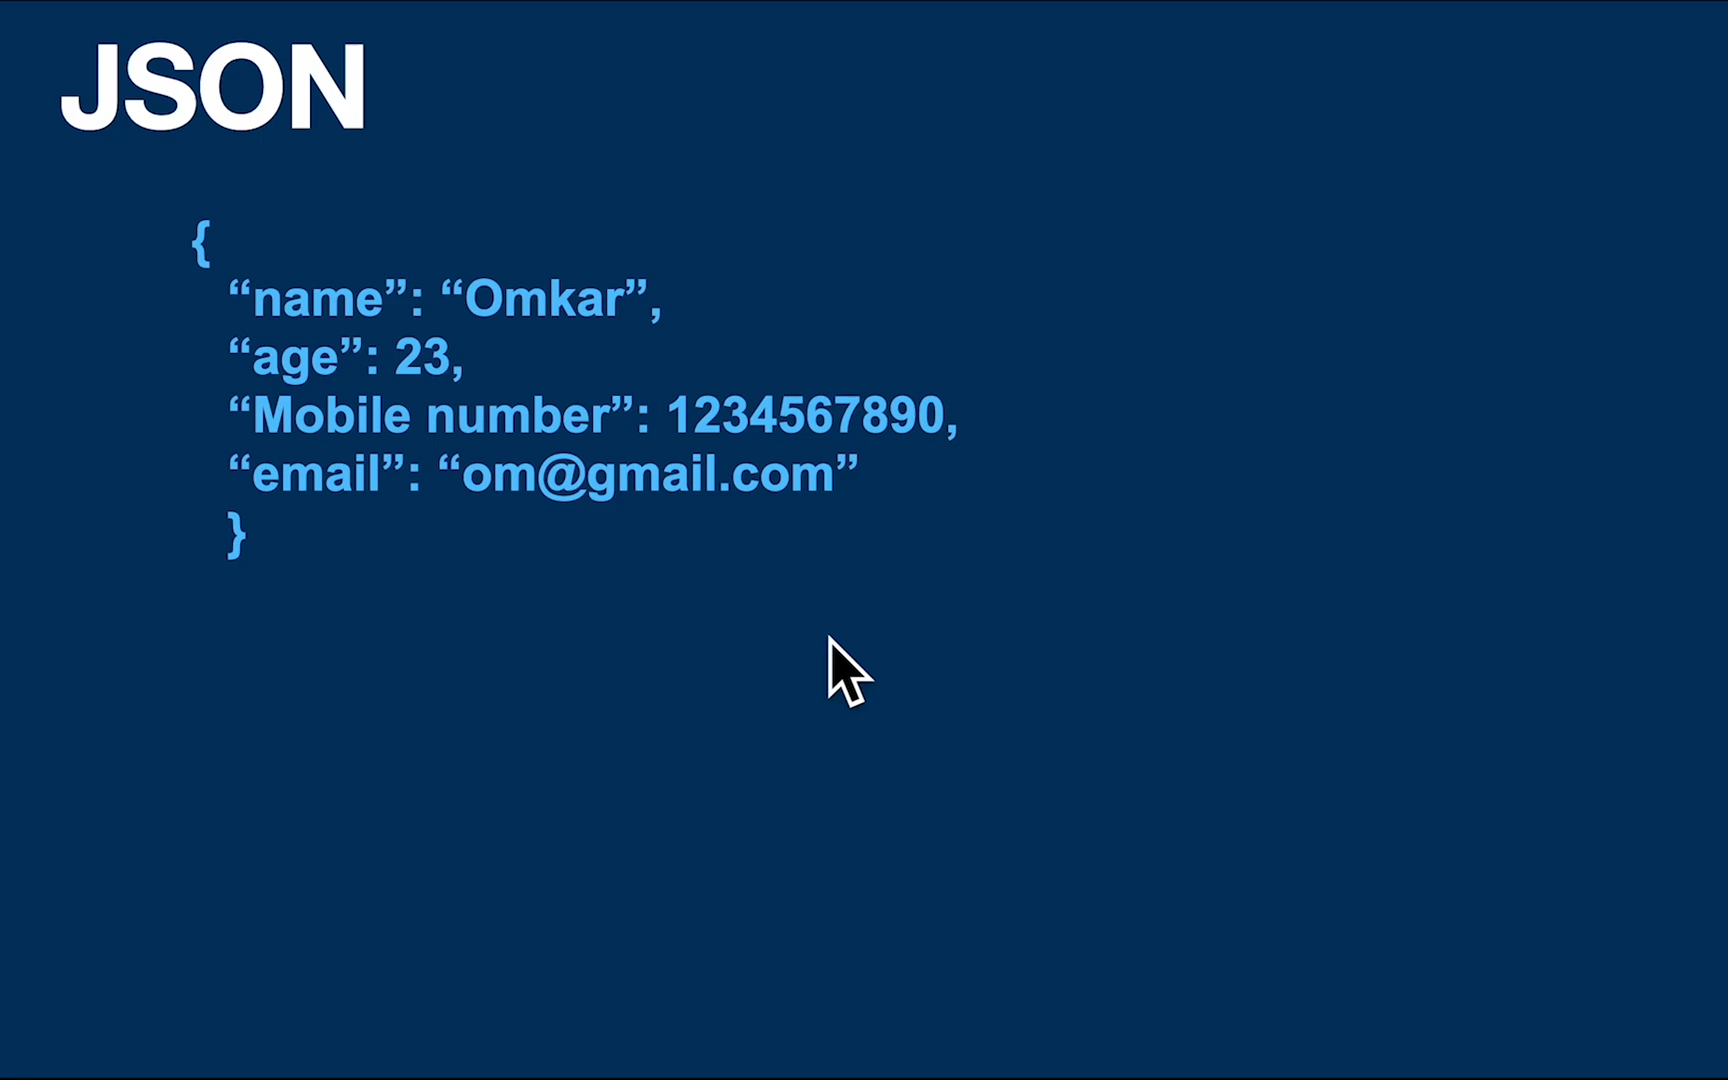 JSON
{
“name”: “Omkar”,
“age”: 23,
“Mobile number”: 1234567890,
“email”: “om@gmail.com”
}